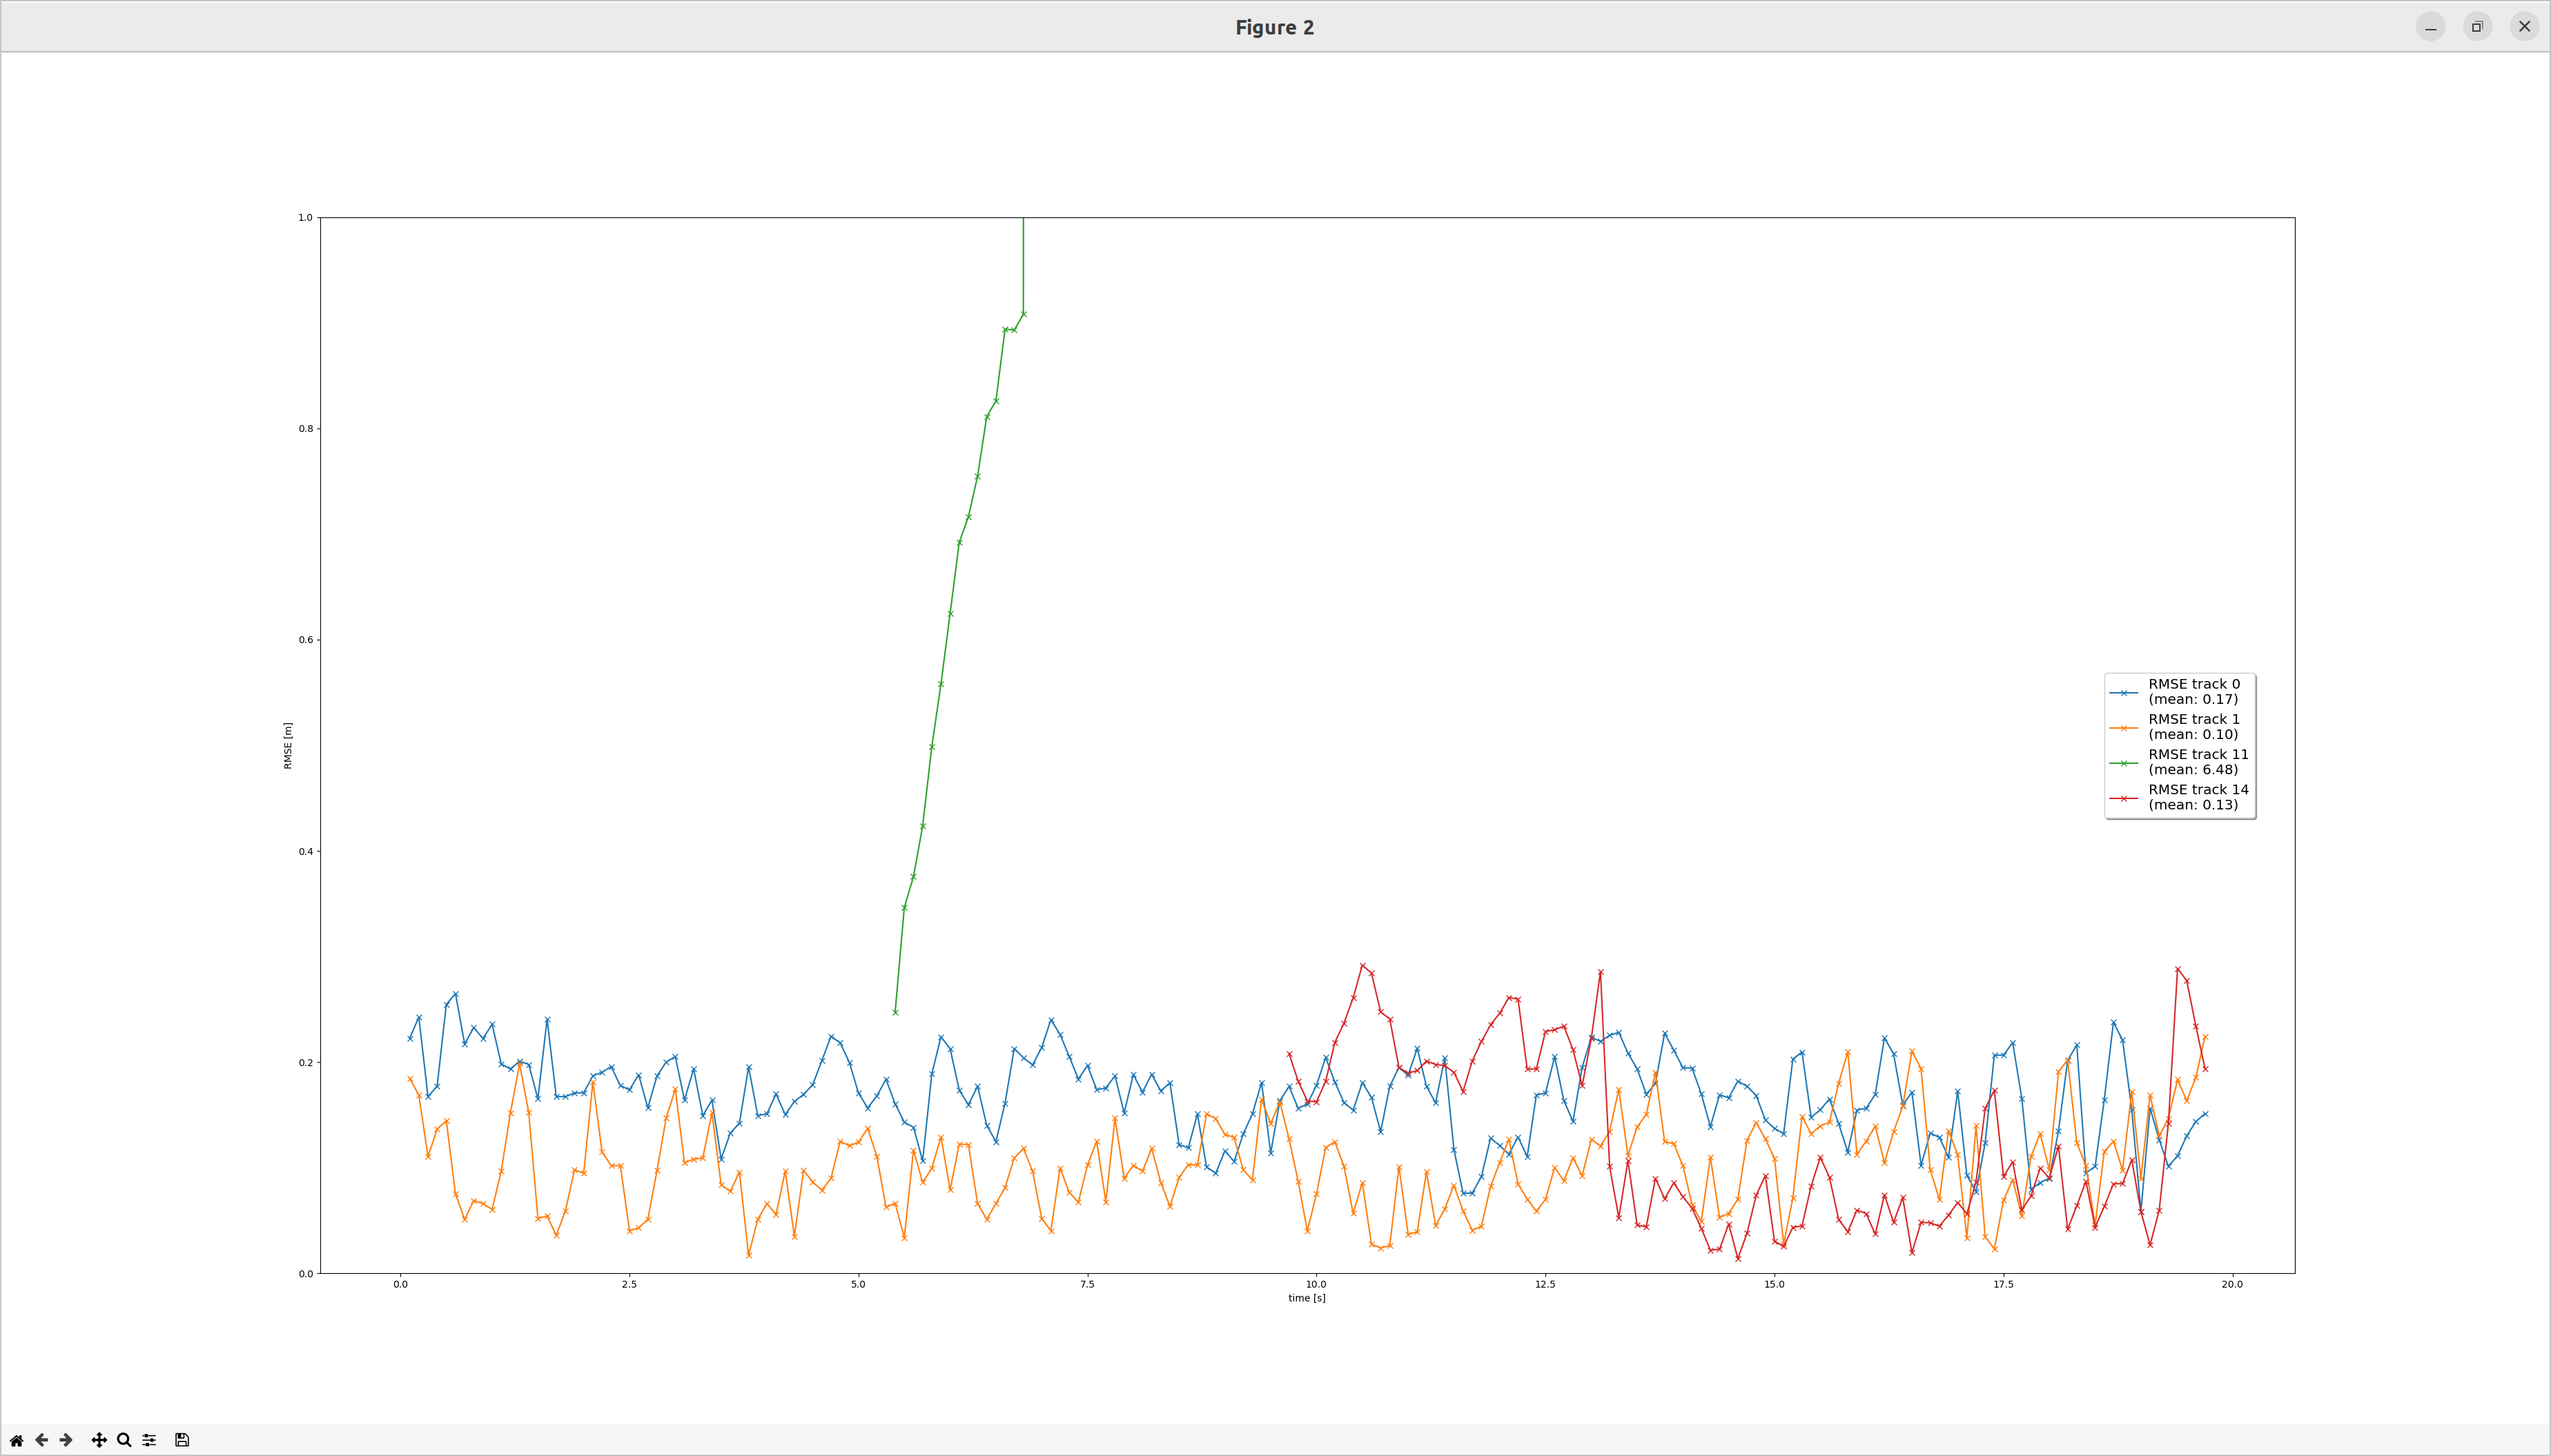 Figure 2
1.0
0.8
0.6
0.4
0.2
0.0
RMSE [m]
0.0 2.5 5.0 7.5 10.0 12.5 15.0 17.5 20.0
time [s]
RMSE track 0
(mean: 0.17)
RMSE track 1
(mean: 0.10)
RMSE track 11
(mean: 6.48)
RMSE track 14
(mean: 0.13)